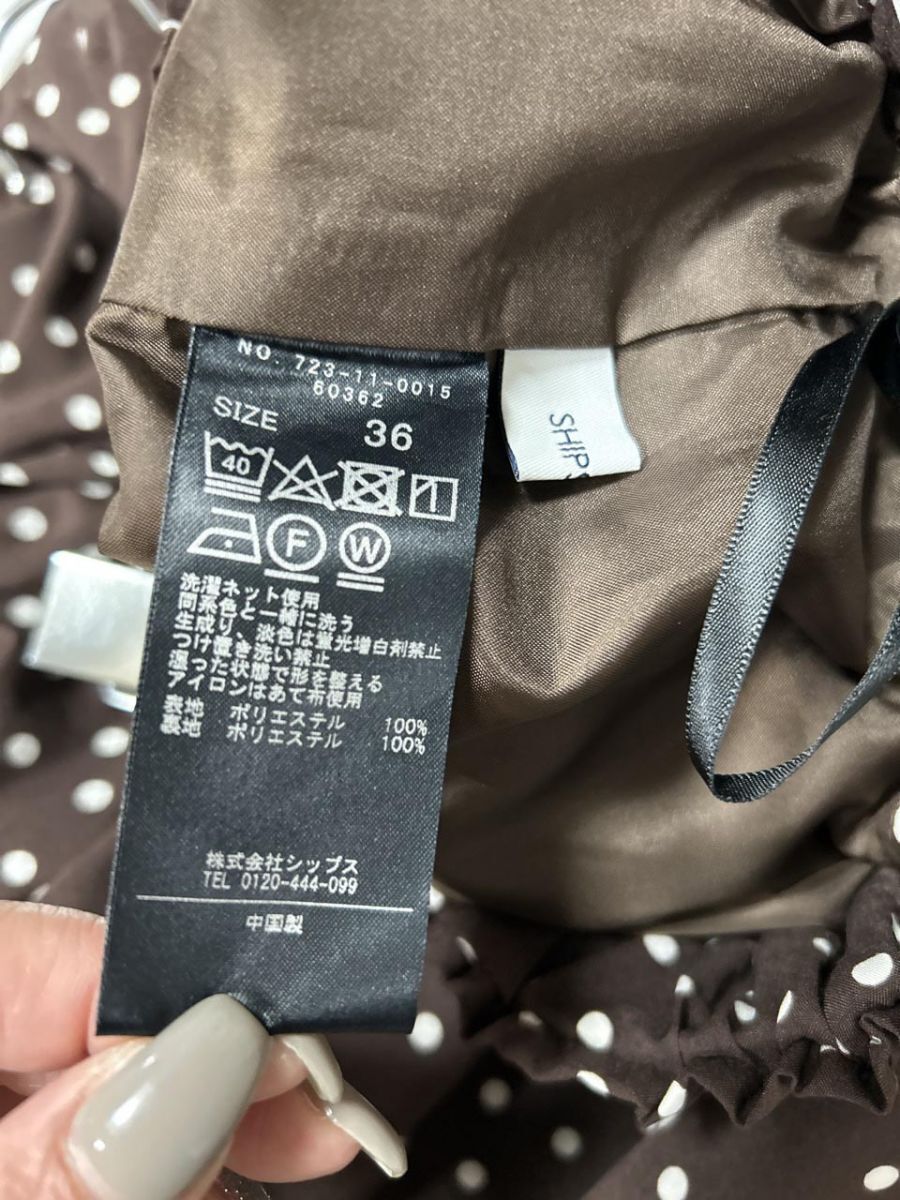 NO. 723-11-0015
60362
SIZE 36
40
F W
洗濯ネット使用
同系色と一緒に洗う
生成り、淡色は蛍光増白剤禁止
つけ置き洗い禁止
湿った状態で形を整える
アイロンはあて布使用
表地 ポリエステル 100%
裏地 ポリエステル 100%
株式会社シップス
TEL 0120-444-099
中国製
SHIPS